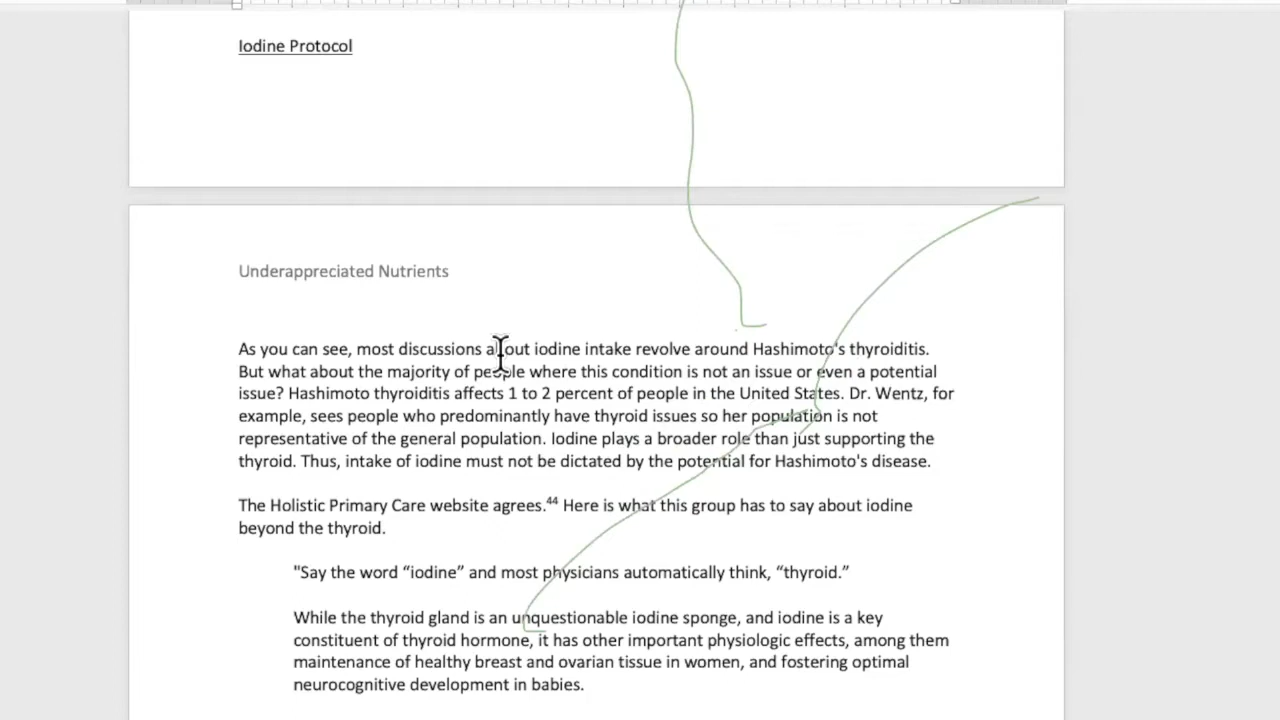 Iodine Protocol
Underappreciated Nutrients
As you can see, most discussions about iodine intake revolve around Hashimoto's thyroiditis.
But what about the majority of people where this condition is not an issue or even a potential
issue? Hashimoto thyroiditis affects 1 to 2 percent of people in the United States. Dr. Wentz, for
example, sees people who predominantly have thyroid issues so her population is not
representative of the general population. Iodine plays a broader role than just supporting the
thyroid. Thus, intake of iodine must not be dictated by the potential for Hashimoto's disease.
The Holistic Primary Care website agrees.⁴⁴ Here is what this group has to say about iodine
beyond the thyroid.
"Say the word “iodine” and most physicians automatically think, “thyroid.”
While the thyroid gland is an unquestionable iodine sponge, and iodine is a key
constituent of thyroid hormone, it has other important physiologic effects, among them
maintenance of healthy breast and ovarian tissue in women, and fostering optimal
neurocognitive development in babies.